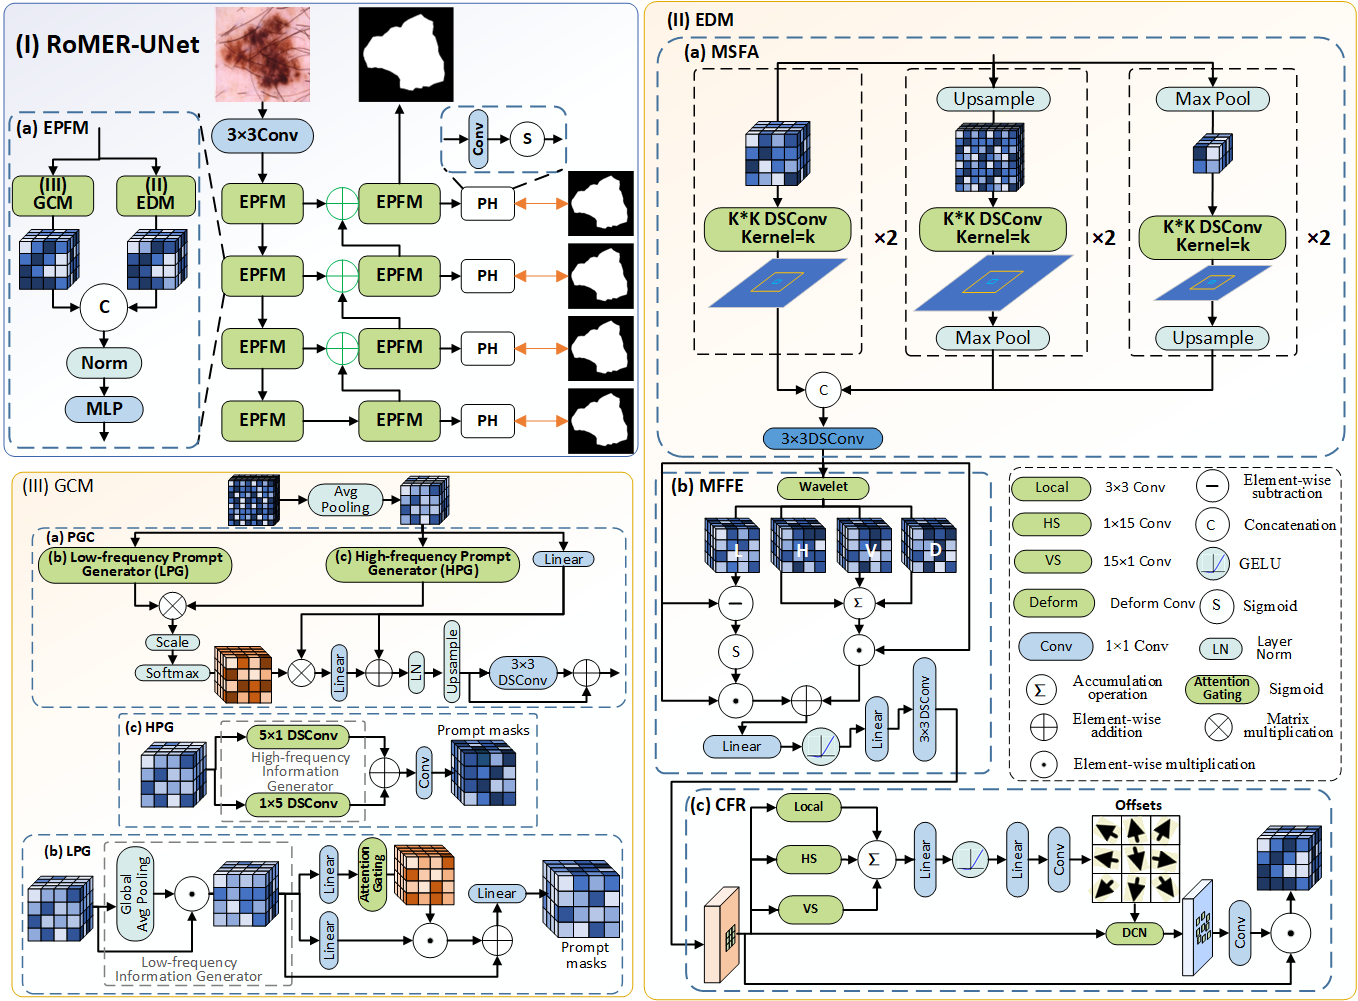 (I) RoMER-UNet
(a) EPFM
(III)
GCM
(II)
EDM
C
Norm
MLP
3×3Conv
Conv
S
EPFM
EPFM
PH
EPFM
EPFM
PH
EPFM
EPFM
PH
EPFM
EPFM
PH
(II) EDM
(a) MSFA
Upsample
Max Pool
K*K DSConv
Kernel=k
×2
K*K DSConv
Kernel=k
×2
K*K DSConv
Kernel=k
×2
Max Pool
Upsample
C
3×3DSConv
(b) MFFE
Wavelet
L
H
V
D
Σ
S
Linear
Linear
3×3 DSConv
Local
3×3 Conv
HS
1×15 Conv
VS
15×1 Conv
Deform
Deform Conv
Conv
1×1 Conv
Σ
Accumulation
operation
Element-wise
addition
Element-wise multiplication
Element-wise
subtraction
C
Concatenation
GELU
S
Sigmoid
LN
Layer
Norm
Attention
Gating
Sigmoid
Matrix
multiplication
(c) CFR
Local
HS
VS
Σ
Linear
Linear
Conv
Offsets
DCN
Conv
(III) GCM
Avg
Pooling
(a) PGC
(b) Low-frequency Prompt
Generator (LPG)
(c) High-frequency Prompt
Generator (HPG)
Linear
Scale
Softmax
Linear
LN
Upsample
3×3
DSConv
(c) HPG
5×1 DSConv
High-frequency
Information
Generator
1×5 DSConv
Conv
Prompt masks
(b) LPG
Global
Avg Pooling
Low-frequency
Information Generator
Linear
Attention
Gating
Linear
Linear
Prompt
masks